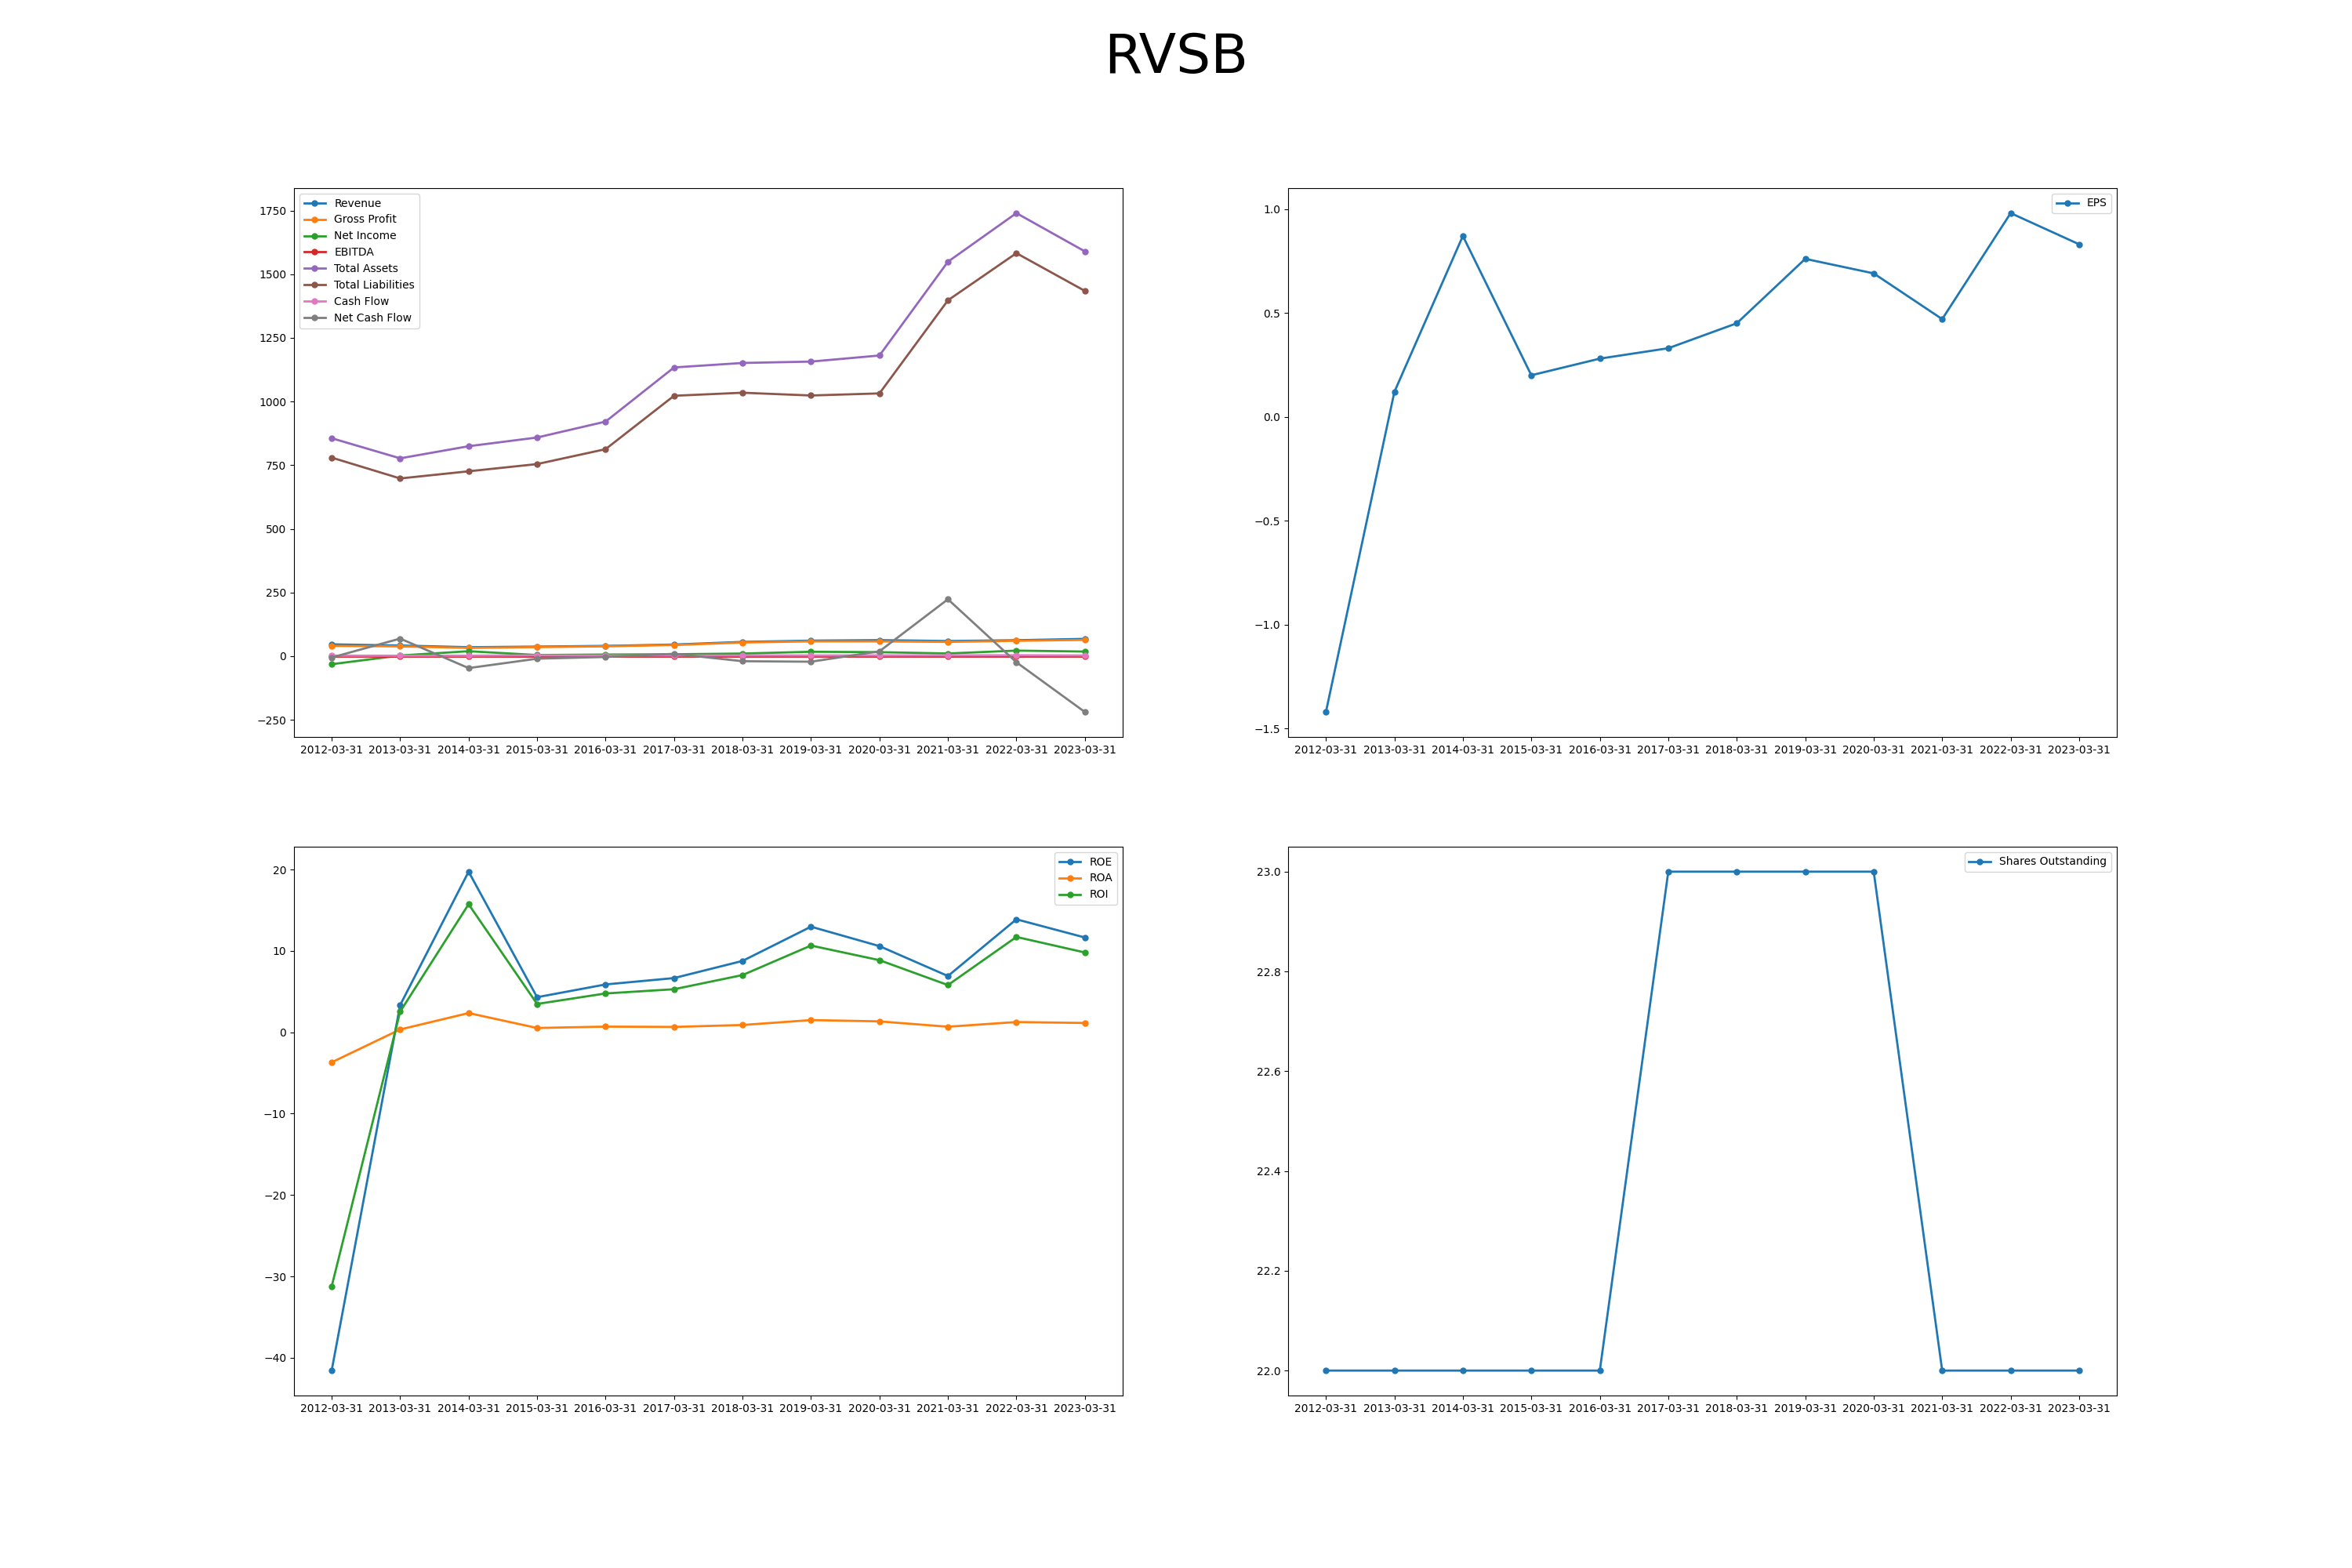 RVSB
Revenue
Gross Profit
Net Income
EBITDA
Total Assets
Total Liabilities
Cash Flow
Net Cash Flow
1750
1500
1250
1000
750
500
250
0
−250
2012-03-31 2013-03-31 2014-03-31 2015-03-31 2016-03-31 2017-03-31 2018-03-31 2019-03-31 2020-03-31 2021-03-31 2022-03-31 2023-03-31
EPS
1.0
0.5
0.0
−0.5
−1.0
−1.5
2012-03-31 2013-03-31 2014-03-31 2015-03-31 2016-03-31 2017-03-31 2018-03-31 2019-03-31 2020-03-31 2021-03-31 2022-03-31 2023-03-31
ROE
ROA
ROI
20
10
0
−10
−20
−30
−40
2012-03-31 2013-03-31 2014-03-31 2015-03-31 2016-03-31 2017-03-31 2018-03-31 2019-03-31 2020-03-31 2021-03-31 2022-03-31 2023-03-31
Shares Outstanding
23.0
22.8
22.6
22.4
22.2
22.0
2012-03-31 2013-03-31 2014-03-31 2015-03-31 2016-03-31 2017-03-31 2018-03-31 2019-03-31 2020-03-31 2021-03-31 2022-03-31 2023-03-31